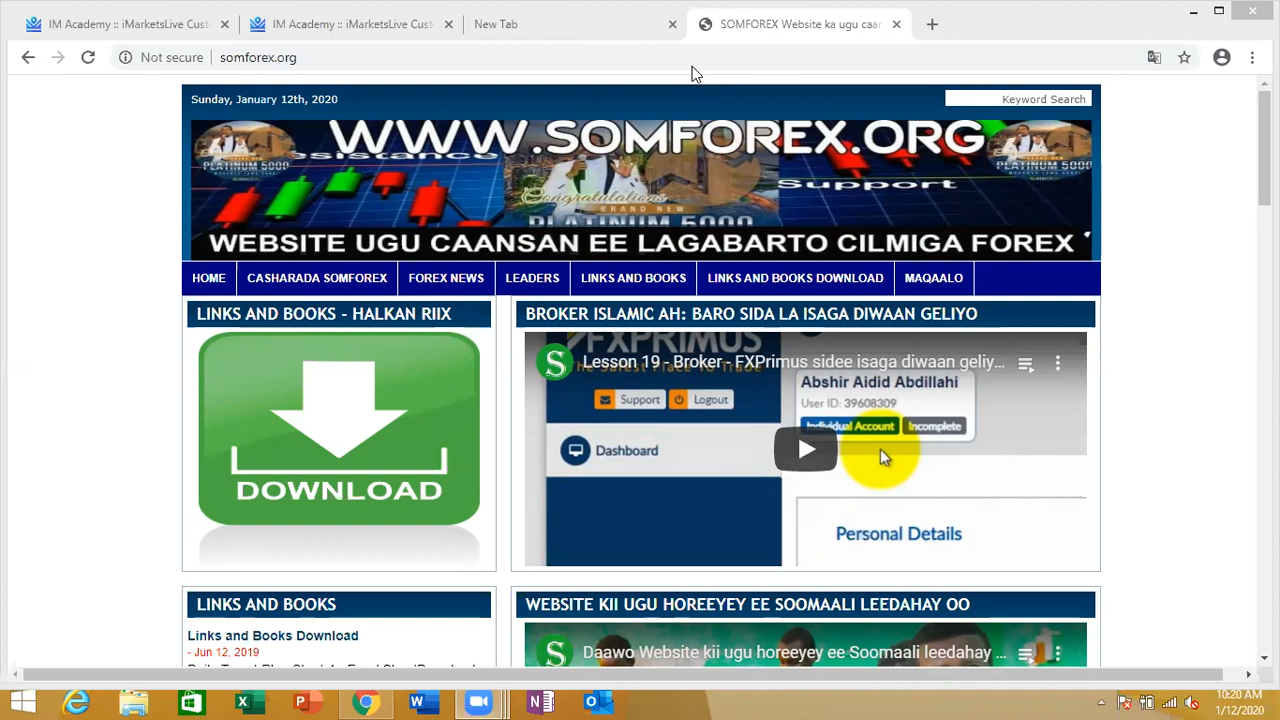 IM Academy :: iMarketsLive Cust
IM Academy :: iMarketsLive Cust
New Tab
SOMFOREX Website ka ugu caan
Not secure
somforex.org
Sunday, January 12th, 2020
Keyword Search
WWW.SOMFOREX.ORG
PLATINUM 5000
Support
Congratulations
BRAND NEW
PLATINUM 5000
PLATINUM 5000
WEBSITE UGU CAANSAN EE LAGABARTO CILMIGA FOREX
HOME
CASHARADA SOMFOREX
FOREX NEWS
LEADERS
LINKS AND BOOKS
LINKS AND BOOKS DOWNLOAD
MAQAALO
LINKS AND BOOKS - HALKAN RIIX
DOWNLOAD
BROKER ISLAMIC AH: BARO SIDA LA ISAGA DIWAAN GELIYO
FXPRIMUS
Lesson 19 - Broker - FXPrimus sidee isaga diwaan geliy...
Support
Logout
Abshir Aidid Abdillahi
User ID: 39608309
Individual Account
Incomplete
Dashboard
Personal Details
LINKS AND BOOKS
Links and Books Download
- Jun 12, 2019
WEBSITE KII UGU HOREEYEY EE SOOMAALI LEEDAHAY OO
Daawo Website kii ugu horeeyey ee Soomaali leedahay ...
10:20 AM
1/12/2020